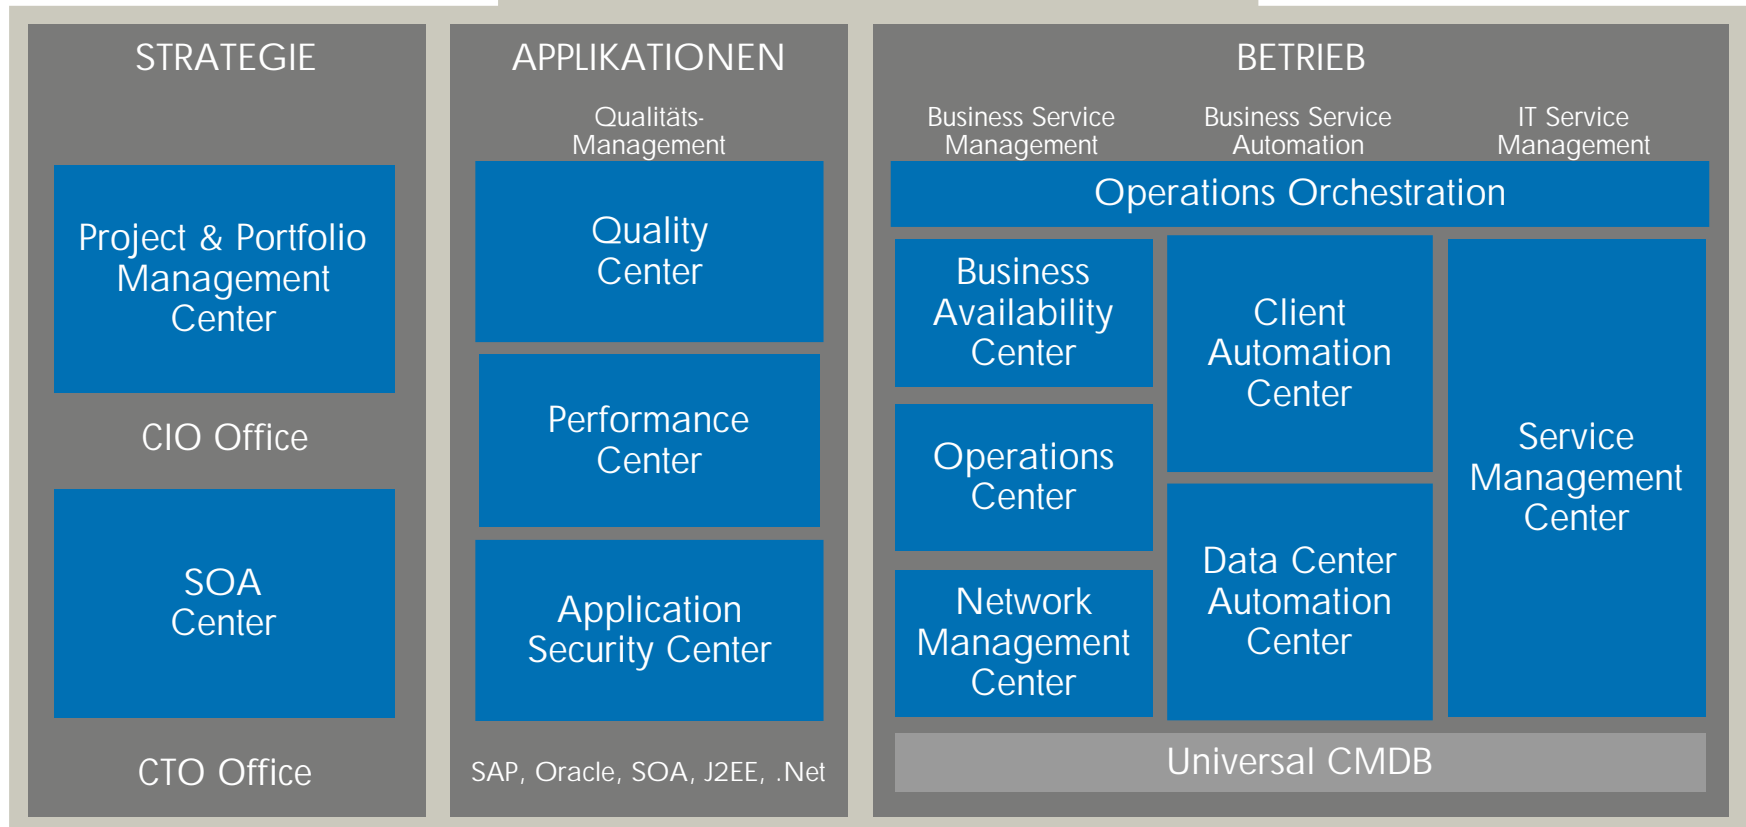 STRATEGIE
Project & Portfolio
Management
Center
CIO Office
SOA
Center
CTO Office
APPLIKATIONEN
Qualitäts-
Management
Quality
Center
Performance
Center
Application
Security Center
SAP, Oracle, SOA, J2EE, .Net
BETRIEB
Business Service
Management
Business Service
Automation
IT Service
Management
Operations Orchestration
Business
Availability
Center
Operations
Center
Network
Management
Center
Client
Automation
Center
Data Center
Automation
Center
Service
Management
Center
Universal CMDB